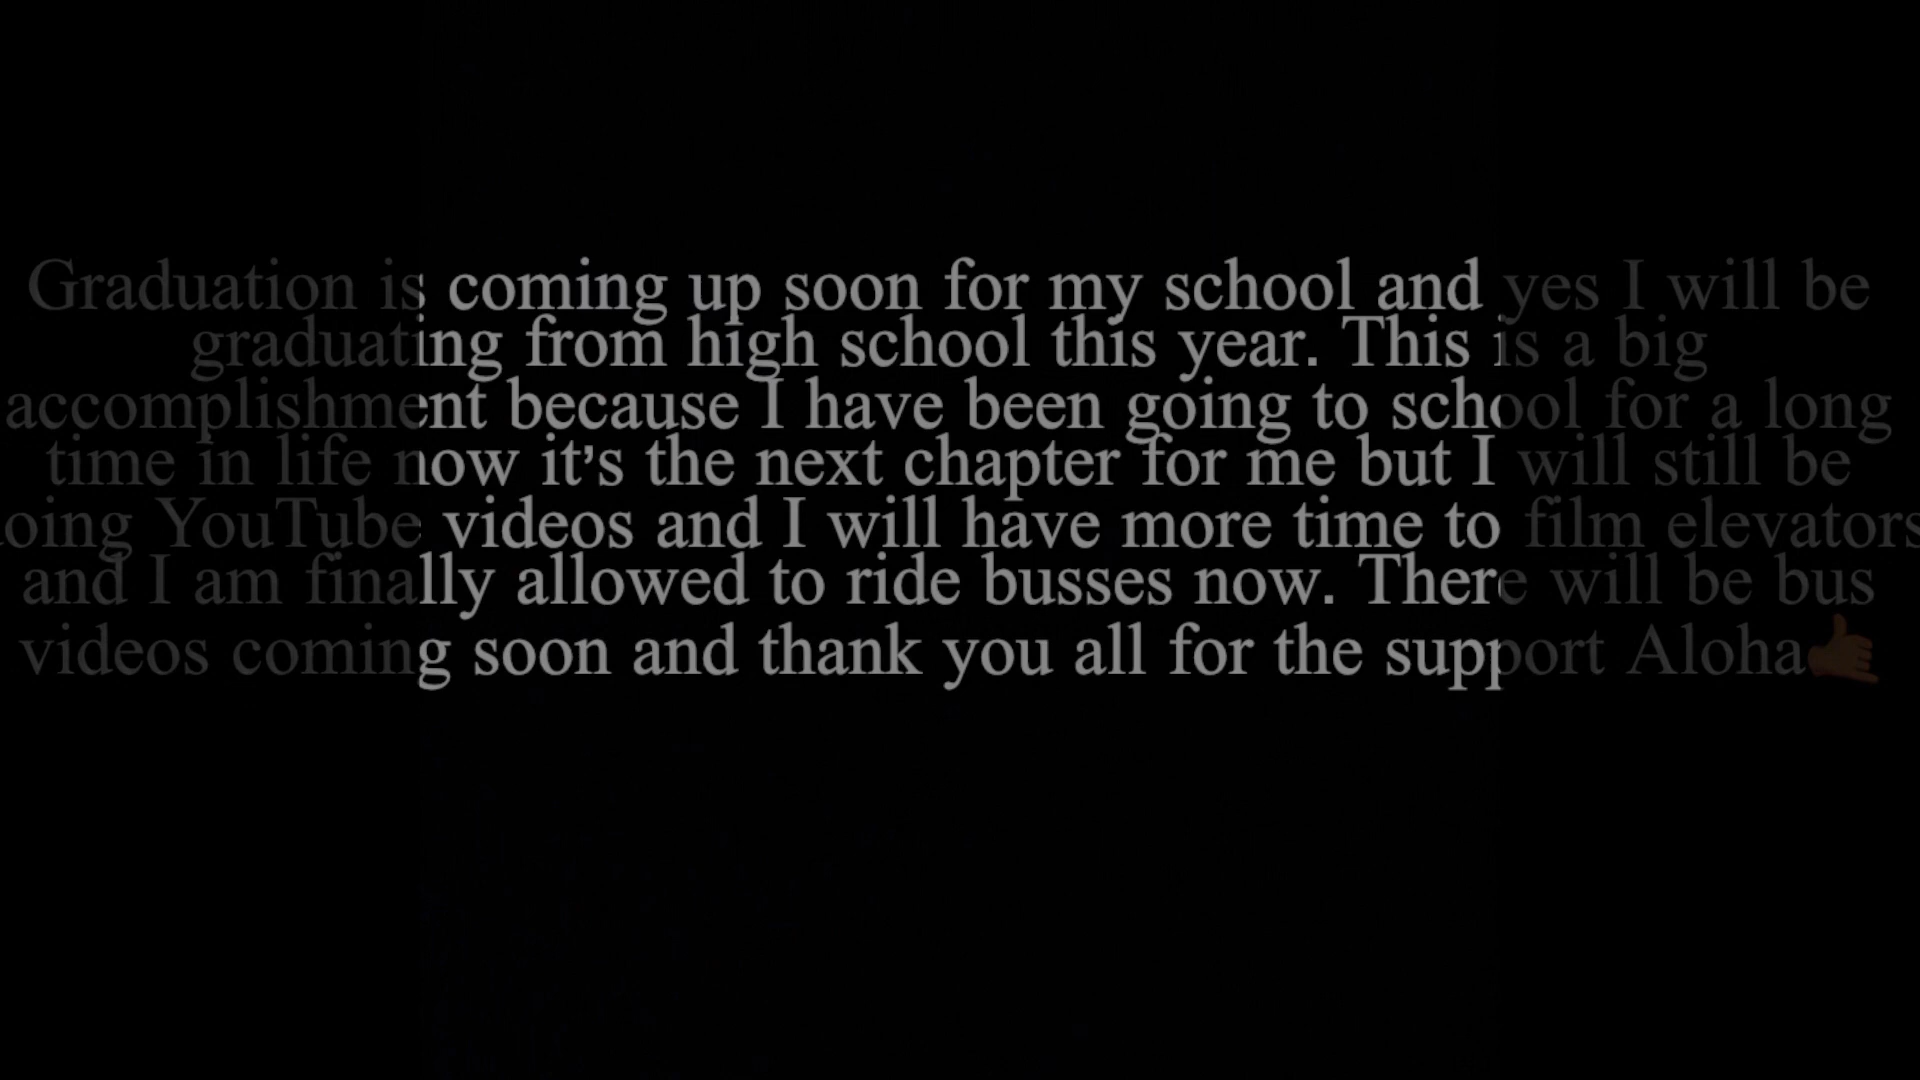 Graduation is coming up soon for my school and yes I will be
graduating from high school this year. This is a big
accomplishment because I have been going to school for a long
time in life now it's the next chapter for me but I will still be
oing YouTube videos and I will have more time to film elevators
and I am finally allowed to ride busses now. There will be bus
videos coming soon and thank you all for the support Aloha🤙🏾